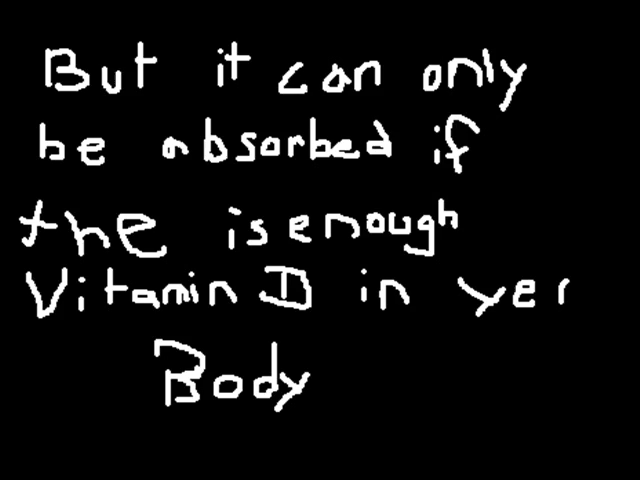 But it can only
be absorbed if
the is enough
Vitamin D in yer
Body